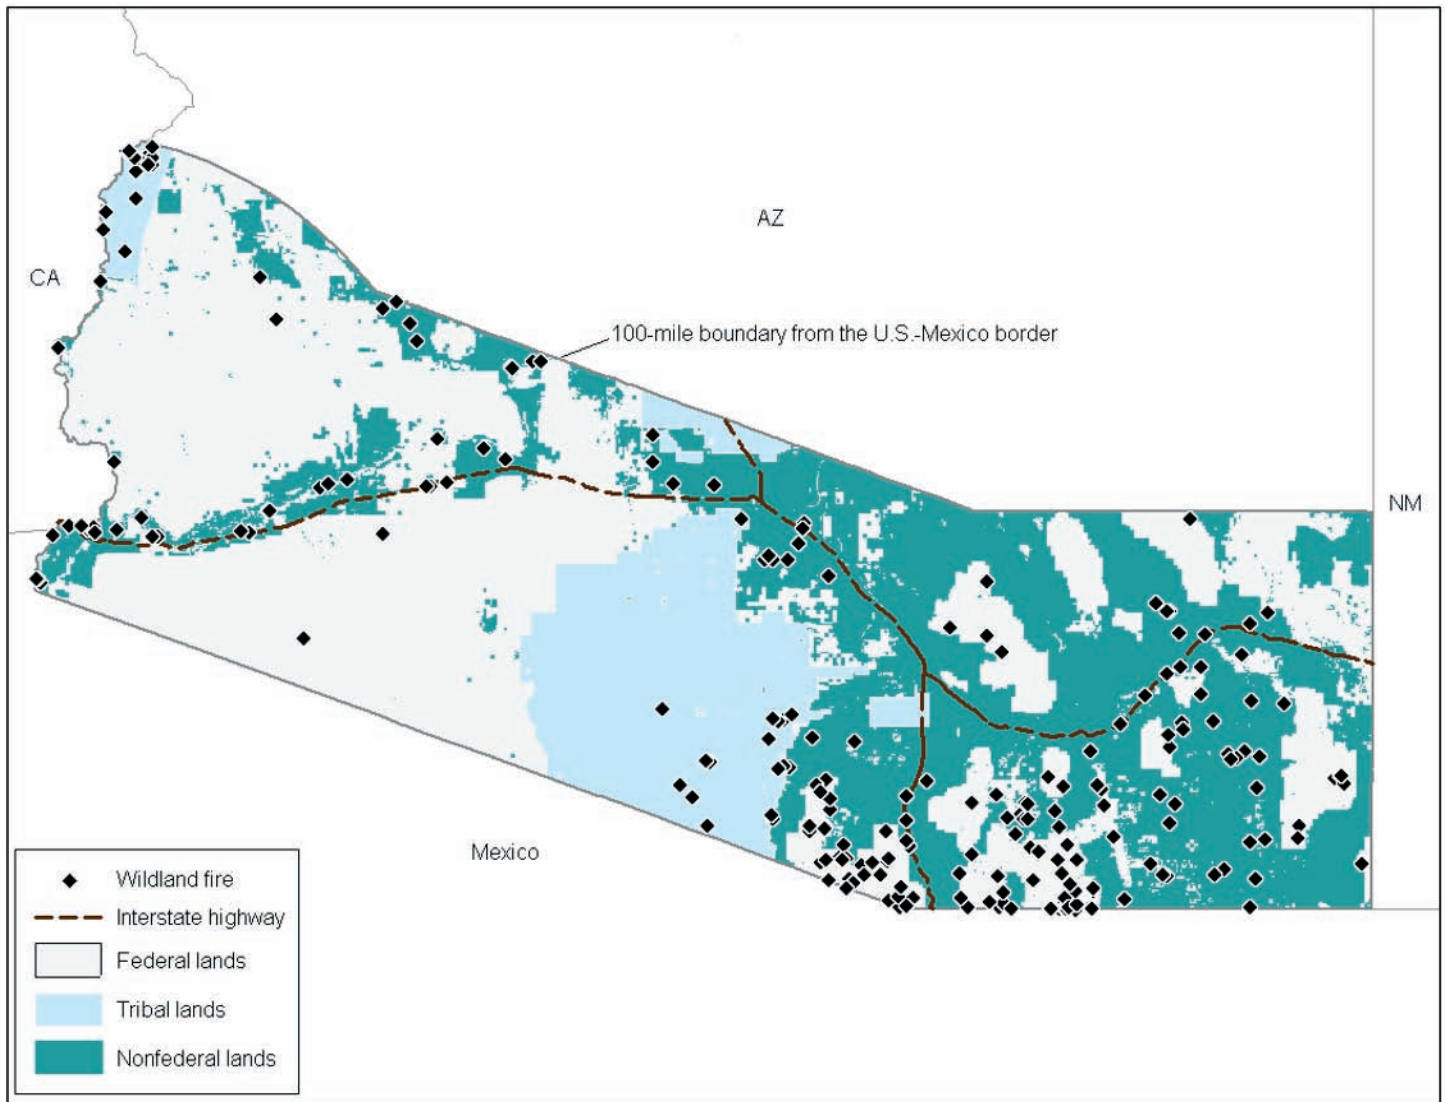 AZ
CA
100-mile boundary from the U.S.-Mexico border
NM
Mexico
Wildland fire
Interstate highway
Federal lands
Tribal lands
Nonfederal lands